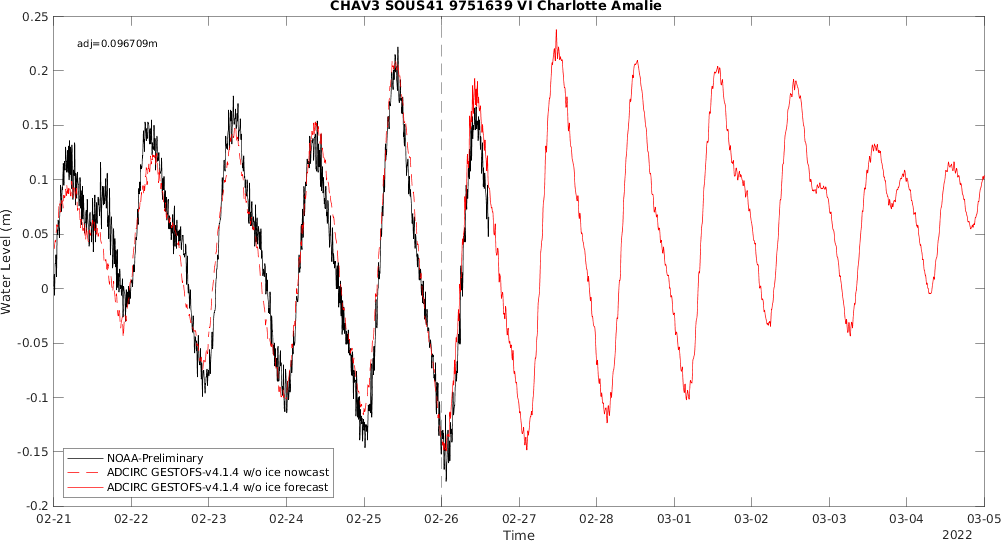 CHAV3 SOUS41 9751639 VI Charlotte Amalie
adj=0.096709m
0.25
0.2
0.15
0.1
0.05
0
-0.05
-0.1
-0.15
-0.2
Water Level (m)
NOAA-Preliminary
ADCIRC GESTOFS-v4.1.4 w/o ice nowcast
ADCIRC GESTOFS-v4.1.4 w/o ice forecast
02-21 02-22 02-23 02-24 02-25 02-26 02-27 02-28 03-01 03-02 03-03 03-04 03-05
Time
2022